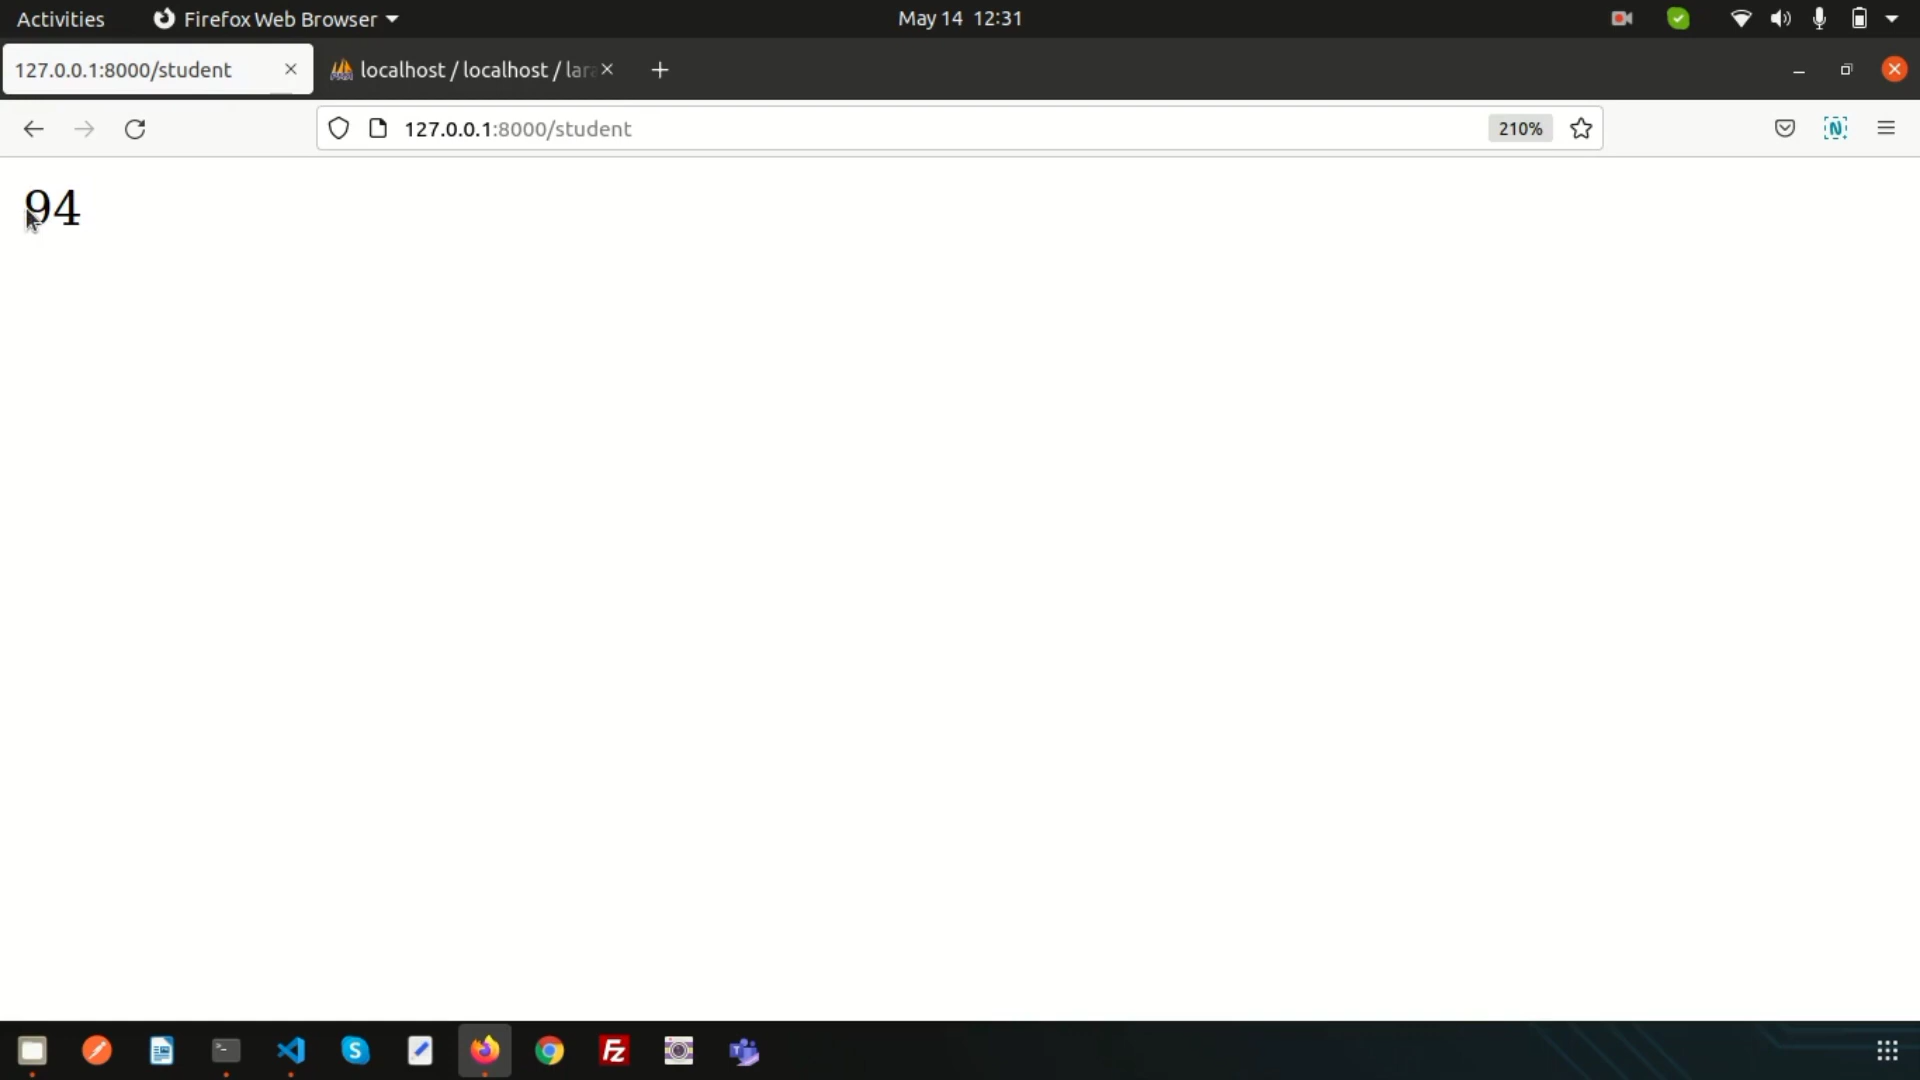 Activities Firefox Web Browser May 14 12:31
127.0.0.1:8000/student localhost / localhost / lara
127.0.0.1:8000/student 210%
94